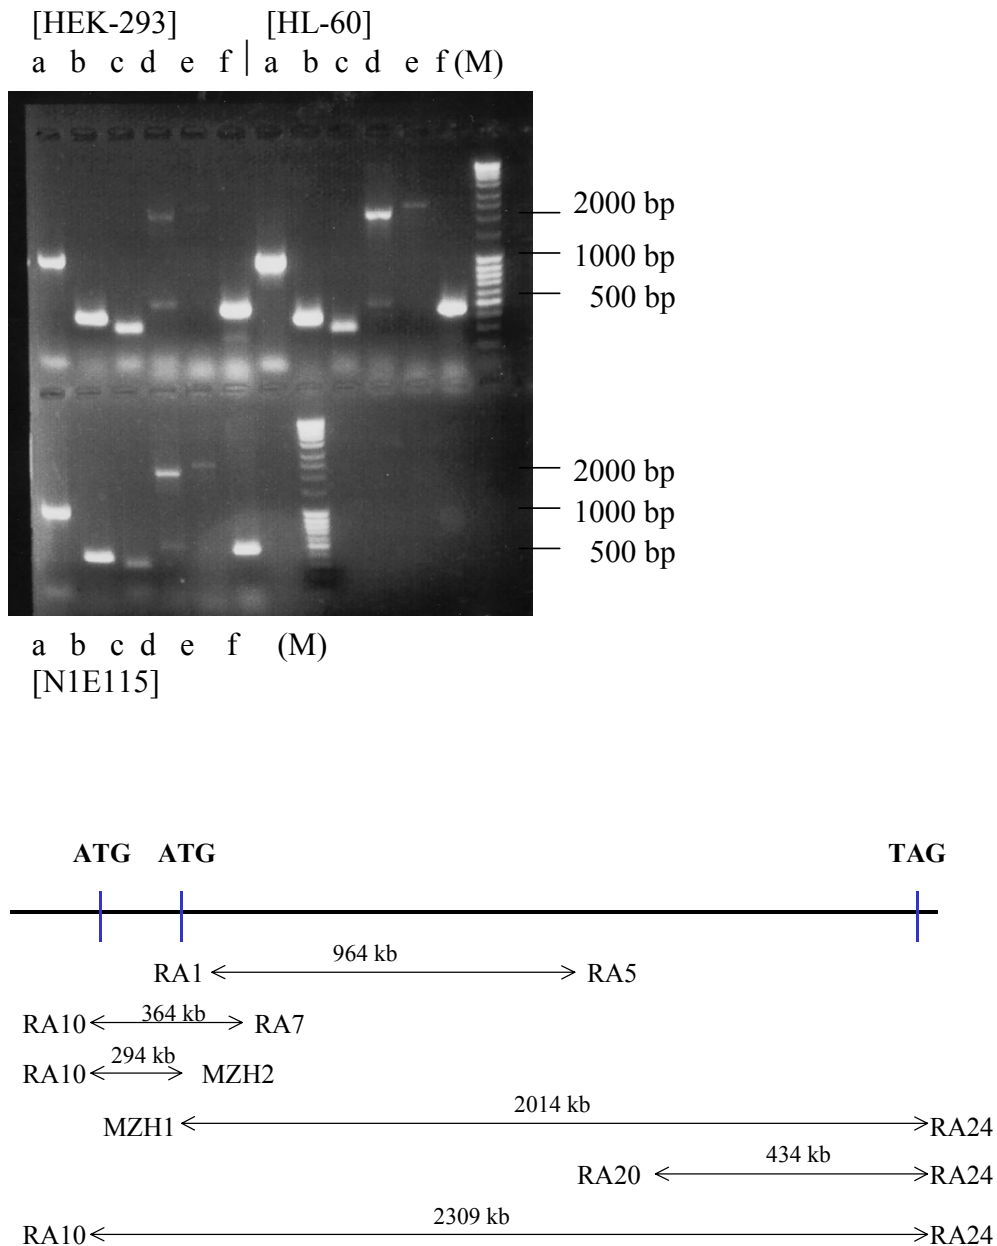 [HEK-293] [HL-60]
a b c d e f | a b c d e f (M)
2000 bp
1000 bp
500 bp
2000 bp
1000 bp
500 bp
a b c d e f (M)
[N1E115]
ATG ATG TAG
964 kb
RA1 RA5
364 kb
RA10 RA7
294 kb
RA10 MZH2
2014 kb
MZH1 RA24
434 kb
RA20 RA24
2309 kb
RA10 RA24